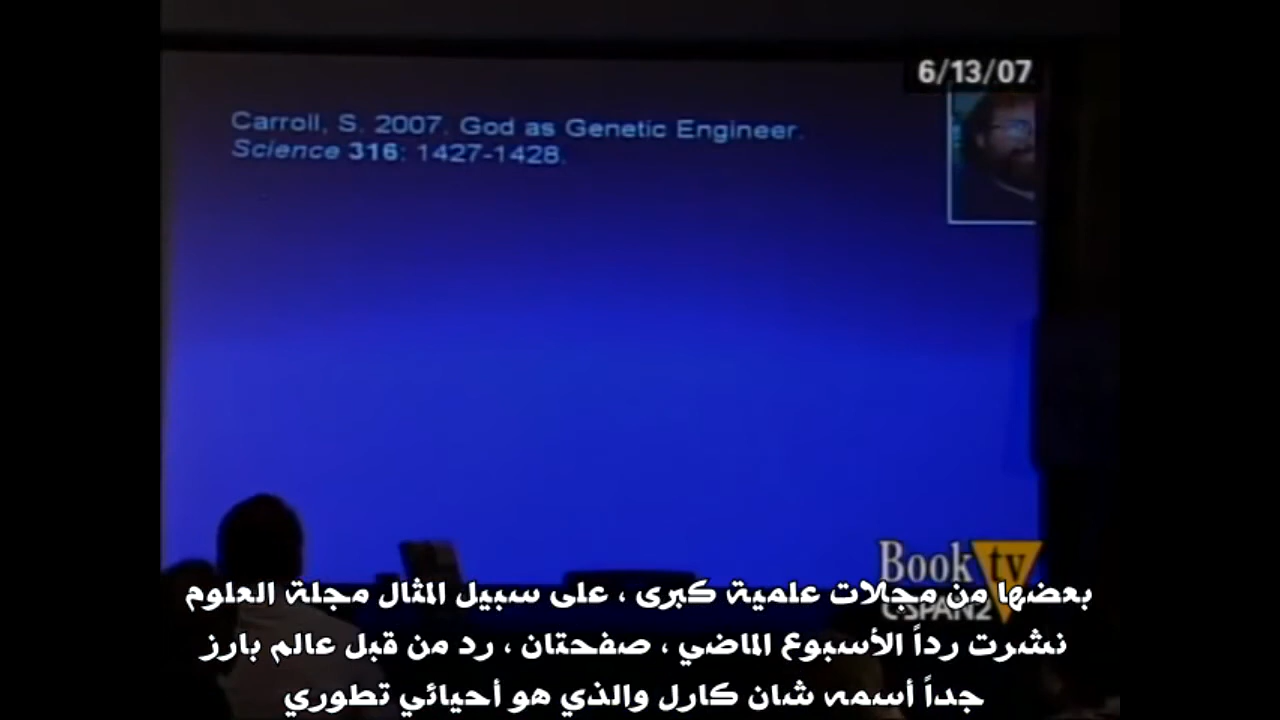 6/13/07
Carroll, S. 2007. God as Genetic Engineer.
Science 316: 1427-1428.
Book tv
CSPAN2
بعضها من مجلات علمية كبرى ، على سبيل المثال مجلة العلوم
نشرت رداً الأسبوع الماضي ، صفحتان ، رد من قبل عالم بارز
جداً أسمه شان كارل والذي هو أحيائي تطوري